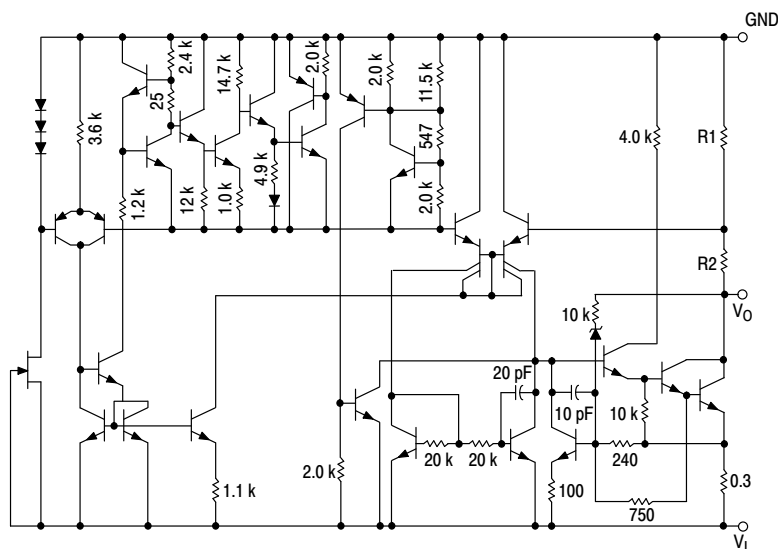 GND
2.4 k
25
14.7 k
2.0 k
2.0 k
11.5 k
547
2.0 k
4.0 k
R1
3.6 k
1.2 k
12 k
1.0 k
4.9 k
R2
VO
10 k
20 pF
10 pF
10 k
20 k
20 k
240
0.3
2.0 k
1.1 k
100
750
VI